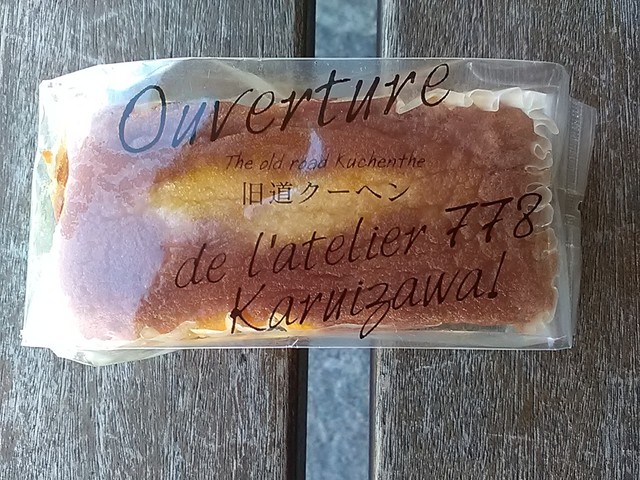 Ouverture
The old road Kuchenthe
旧道クーヘン
de l'atelier 778
Karuizawa!